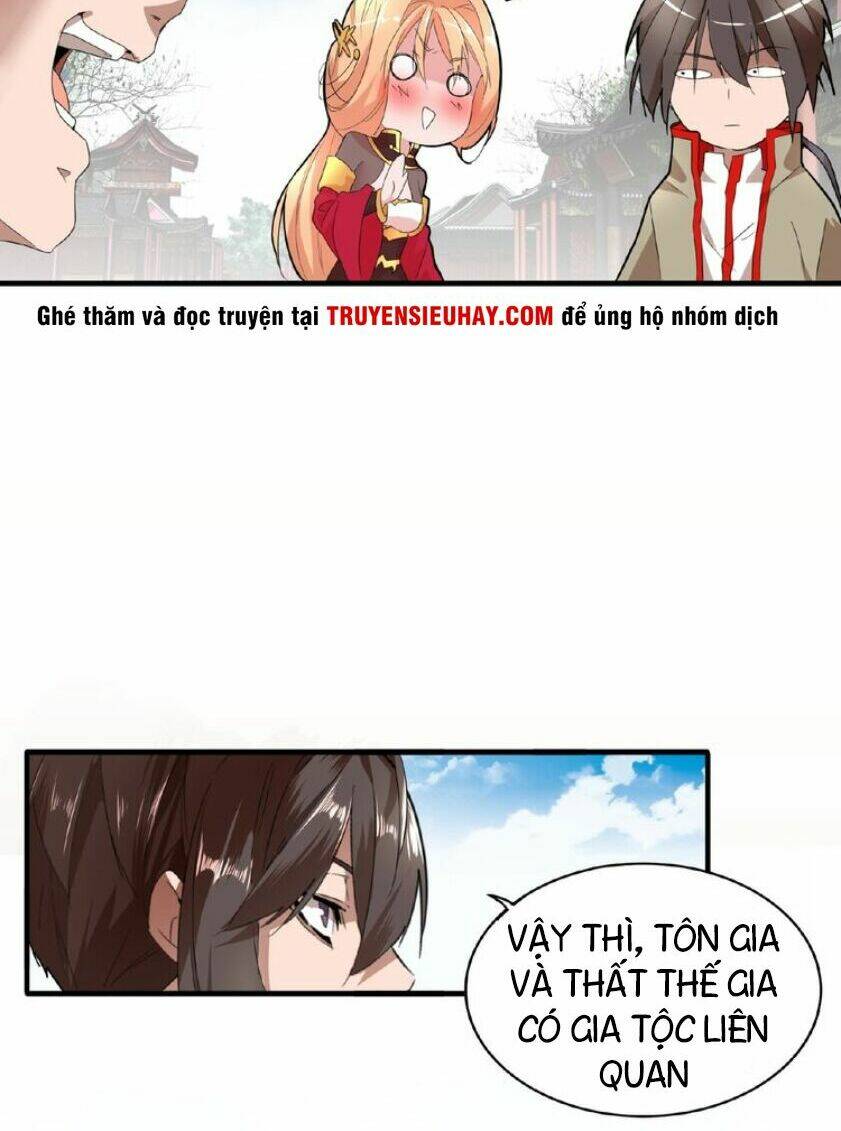 Ghé thăm và đọc truyện tại TRUYENSIEUHAY.COM để ủng hộ nhóm dịch
VẬY THÌ, TÔN GIA
VÀ THẤT THẾ GIA
CÓ GIA TỘC LIÊN
QUAN